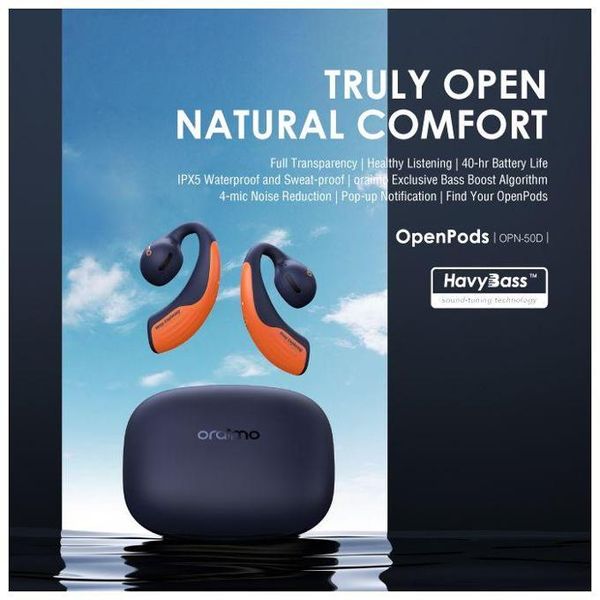 TRULY OPEN
NATURAL COMFORT
Full Transparency | Healthy Listening | 40-hr Battery Life
IPX5 Waterproof and Sweat-proof | oraimo Exclusive Bass Boost Algorithm
4-mic Noise Reduction | Pop-up Notification | Find Your OpenPods
OpenPods | OPN-50D |
HavyBass™
sound-tuning technology
oraimo